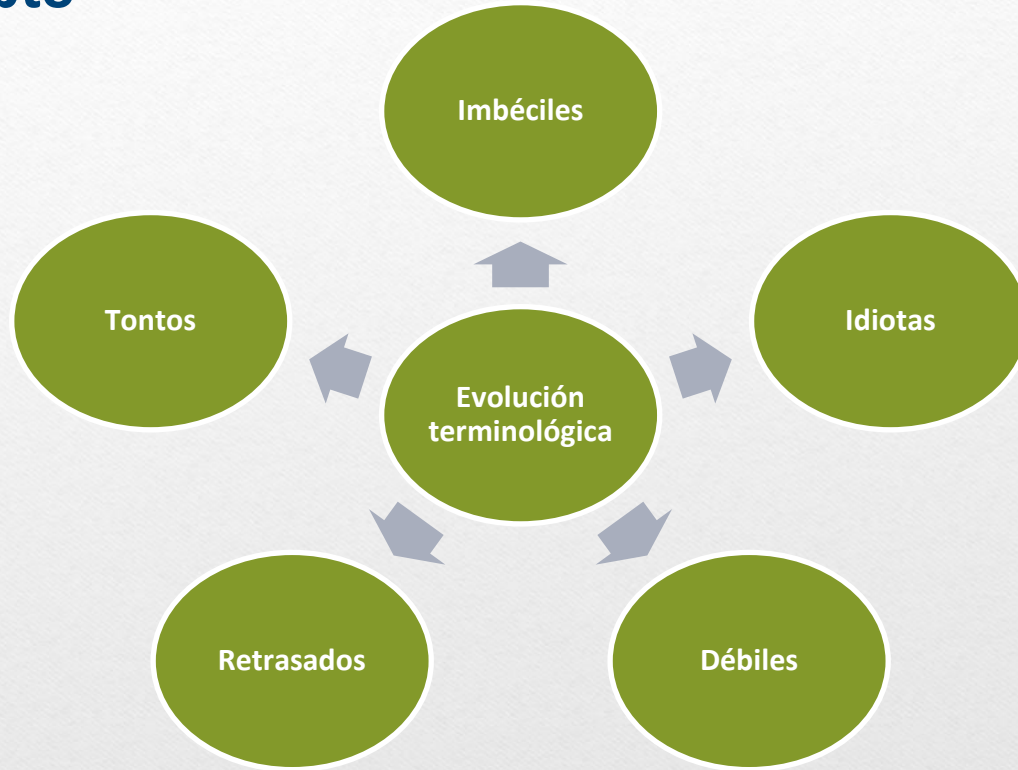 Imbéciles
Tontos
Idiotas
Evolución
terminológica
Retrasados
Débiles